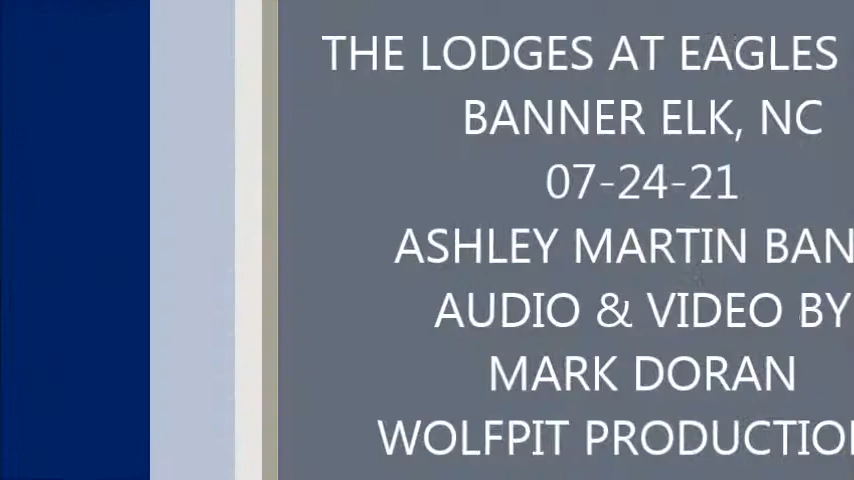 THE LODGES AT EAGLES
BANNER ELK, NC
07-24-21
ASHLEY MARTIN BAN
AUDIO & VIDEO BY
MARK DORAN
WOLFPIT PRODUCTIO